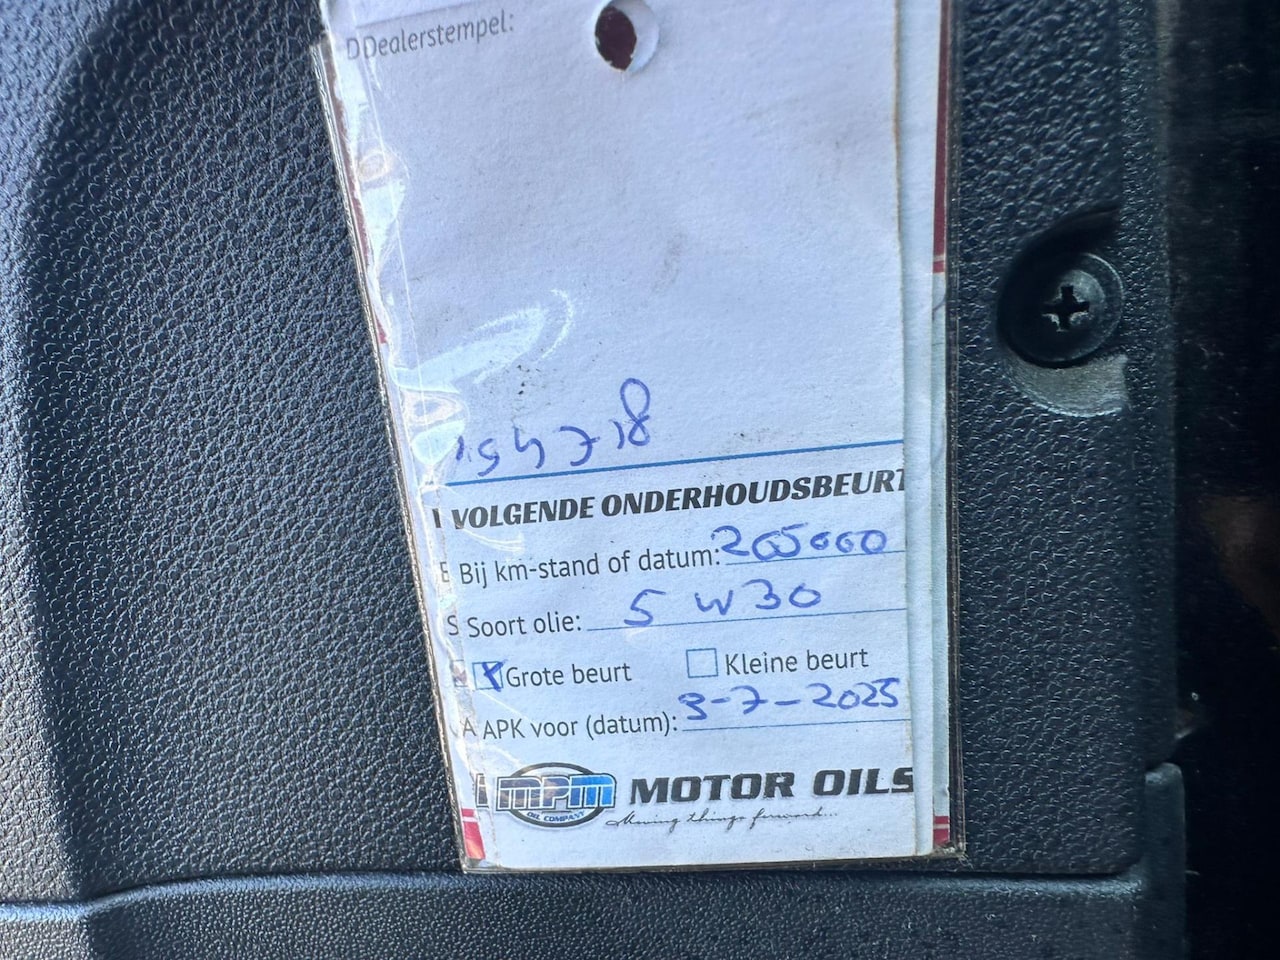 Dealerstempel:
194718
VOLGENDE ONDERHOUDSBEURT
Bij km-stand of datum: 205000
Soort olie: 5 W30
Grote beurt Kleine beurt
APK voor (datum): 3-7-2025
MPM OIL COMPANY MOTOR OILS
Moving things forward...